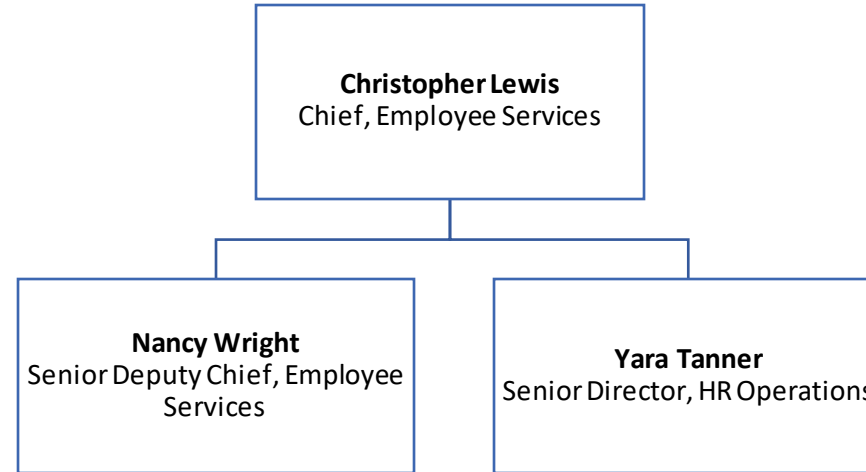 Christopher Lewis
Chief, Employee Services
Nancy Wright
Senior Deputy Chief, Employee
Services
Yara Tanner
Senior Director, HR Operations